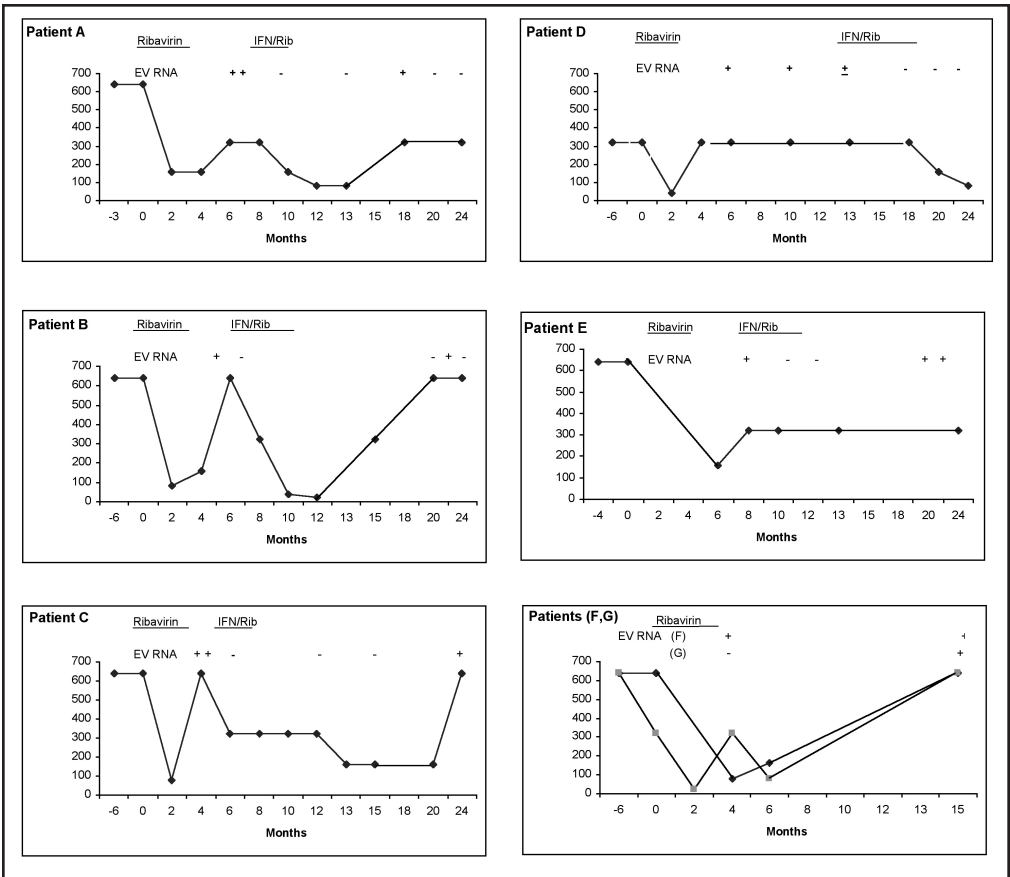 Patient A
Ribavirin IFN/Rib
EV RNA ++ - - + - -
700
600
500
400
300
200
100
0
-3 0 2 4 6 8 10 12 13 18 20 24
Months
Patient D
Ribavirin IFN/Rib
EV RNA + + + - - -
700
600
500
400
300
200
100
0
-6 0 2 4 6 10 12 13 15 18 20 24
Month
Patient B
Ribavirin IFN/Rib
EV RNA + - - + -
700
600
500
400
300
200
100
0
-6 0 2 4 6 8 10 12 13 15 18 20 24
Months
Patient E
Ribavirin IFN/Rib
EV RNA + - - + +
700
600
500
400
300
200
100
0
-4 0 2 4 6 8 10 12 13 15 18 20 24
Months
Patient C
Ribavirin IFN/Rib
EV RNA ++ - - - +
700
600
500
400
300
200
100
0
-6 0 2 4 6 8 10 12 13 15 18 20 24
Months
Patients (F,G)
Ribavirin
EV RNA (F) + +
(G) - +
700
600
500
400
300
200
100
0
-6 0 2 4 6 8 10 12 13 15
Months